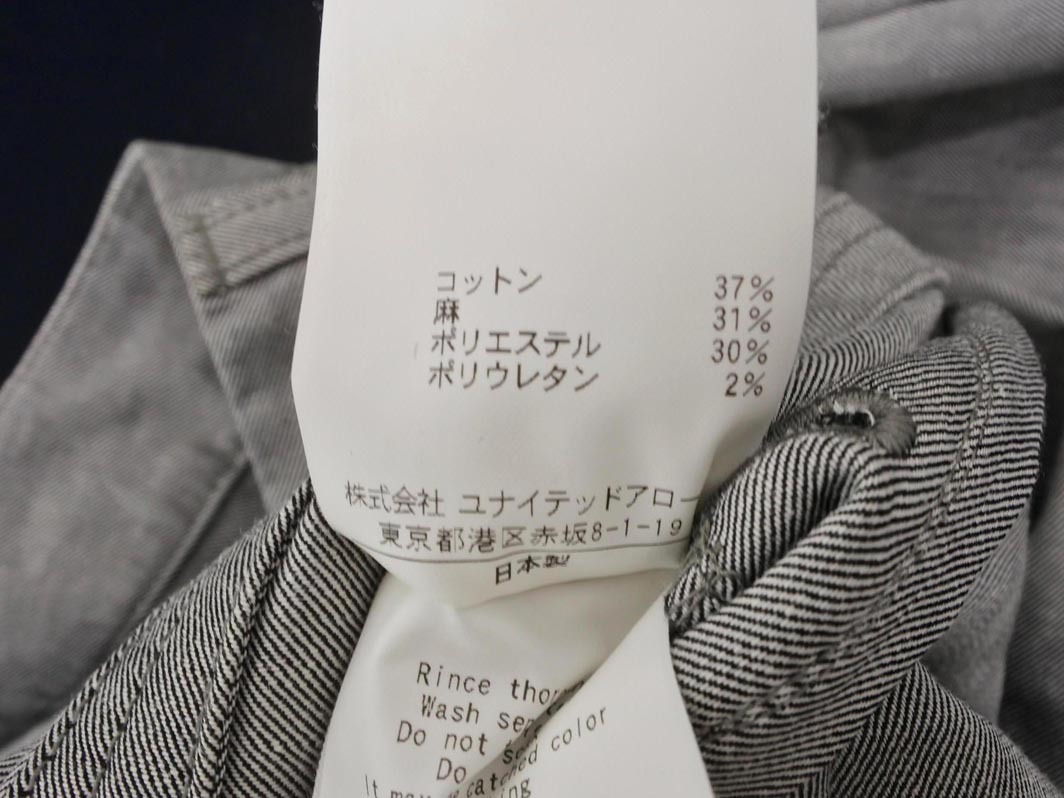 コットン 37%
麻 31%
ポリエステル 30%
ポリウレタン 2%
株式会社 ユナイテッドアロー
東京都港区赤坂8-1-19
日本製
Rince
Wash
Do not color
Do
It